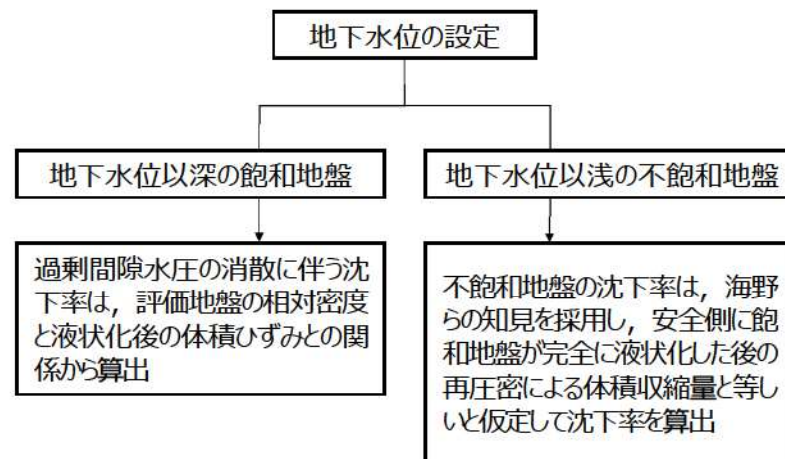 地下水位の設定
地下水位以深の飽和地盤
地下水位以浅の不飽和地盤
過剰間隙水圧の消散に伴う沈
下率は，評価地盤の相対密度
と液状化後の体積ひずみとの関
係から算出
不飽和地盤の沈下率は，海野
らの知見を採用し，安全側に飽
和地盤が完全に液状化した後の
再圧密による体積収縮量と等し
いと仮定して沈下率を算出